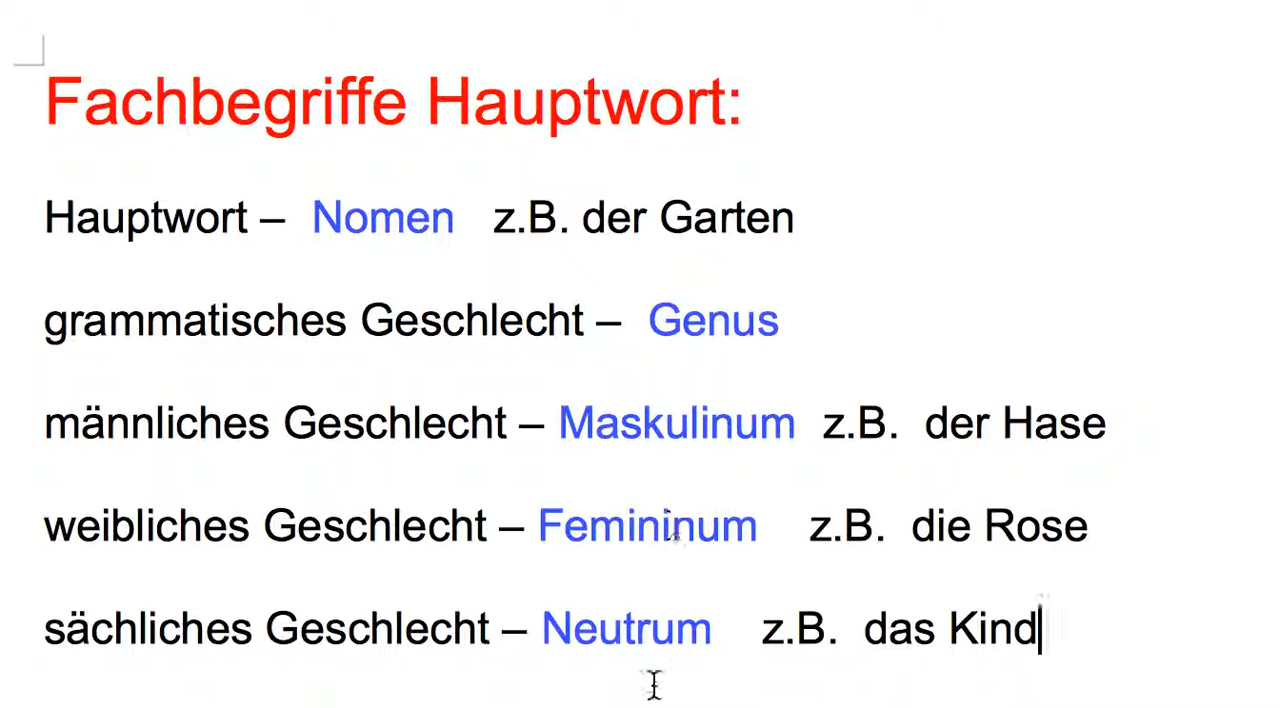 Fachbegriffe Hauptwort:
Hauptwort – Nomen z.B. der Garten
grammatisches Geschlecht – Genus
männliches Geschlecht – Maskulinum z.B. der Hase
weibliches Geschlecht – Femininum z.B. die Rose
sächliches Geschlecht – Neutrum z.B. das Kind